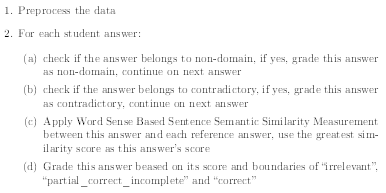 1. Preprocess the data
2. For each student answer:
(a) check if the answer belongs to non-domain, if yes, grade this answer
as non-domain, continue on next answer
(b) check if the answer belongs to contradictory, if yes, grade this answer
as contradictory, continue on next answer
(c) Apply Word Sense Based Sentence Semantic Similarity Measurement
between this answer and each reference answer, use the greatest sim-
ilarity score as this answer's score
(d) Grade this answer beased on its score and boundaries of "irrelevant",
"partial_correct_incomplete" and "correct"